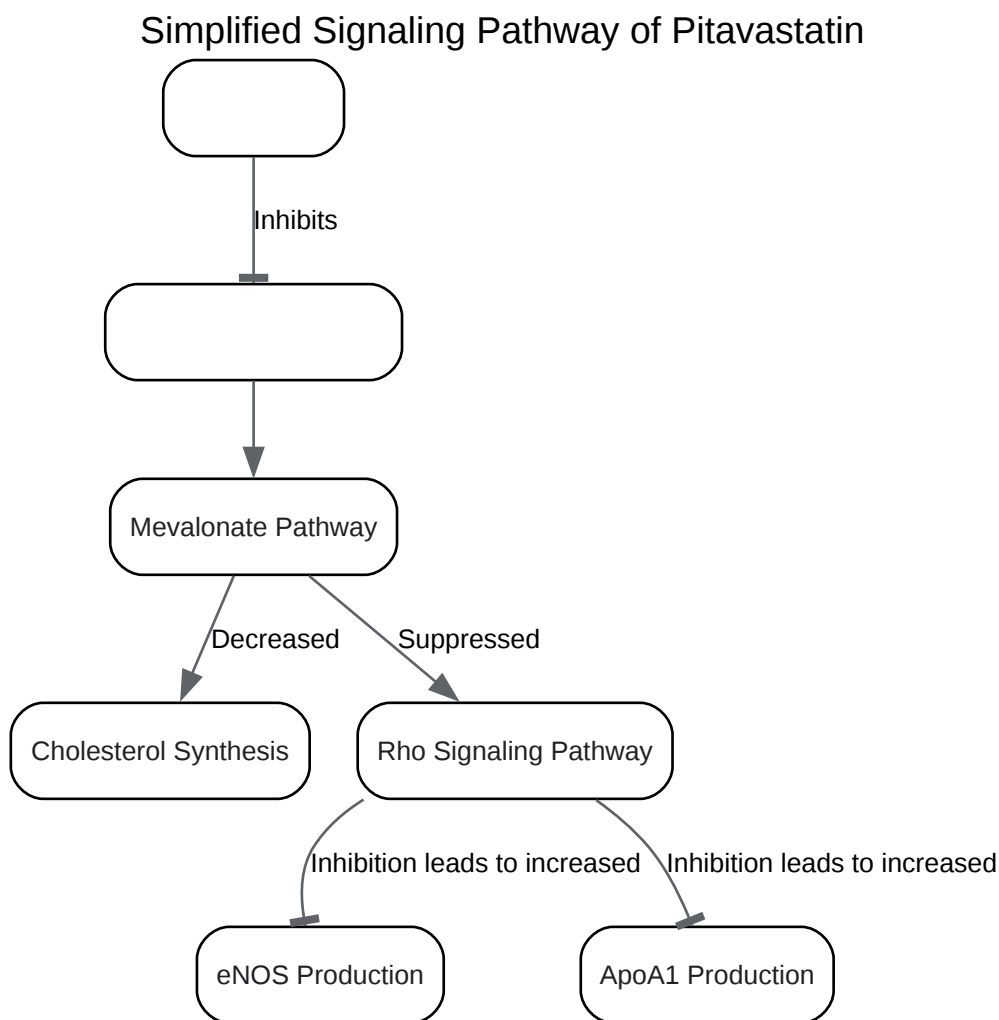 Simplified Signaling Pathway of Pitavastatin
Inhibits
Mevalonate Pathway
Decreased
Suppressed
Cholesterol Synthesis
Rho Signaling Pathway
Inhibition leads to increased
Inhibition leads to increased
eNOS Production
ApoA1 Production